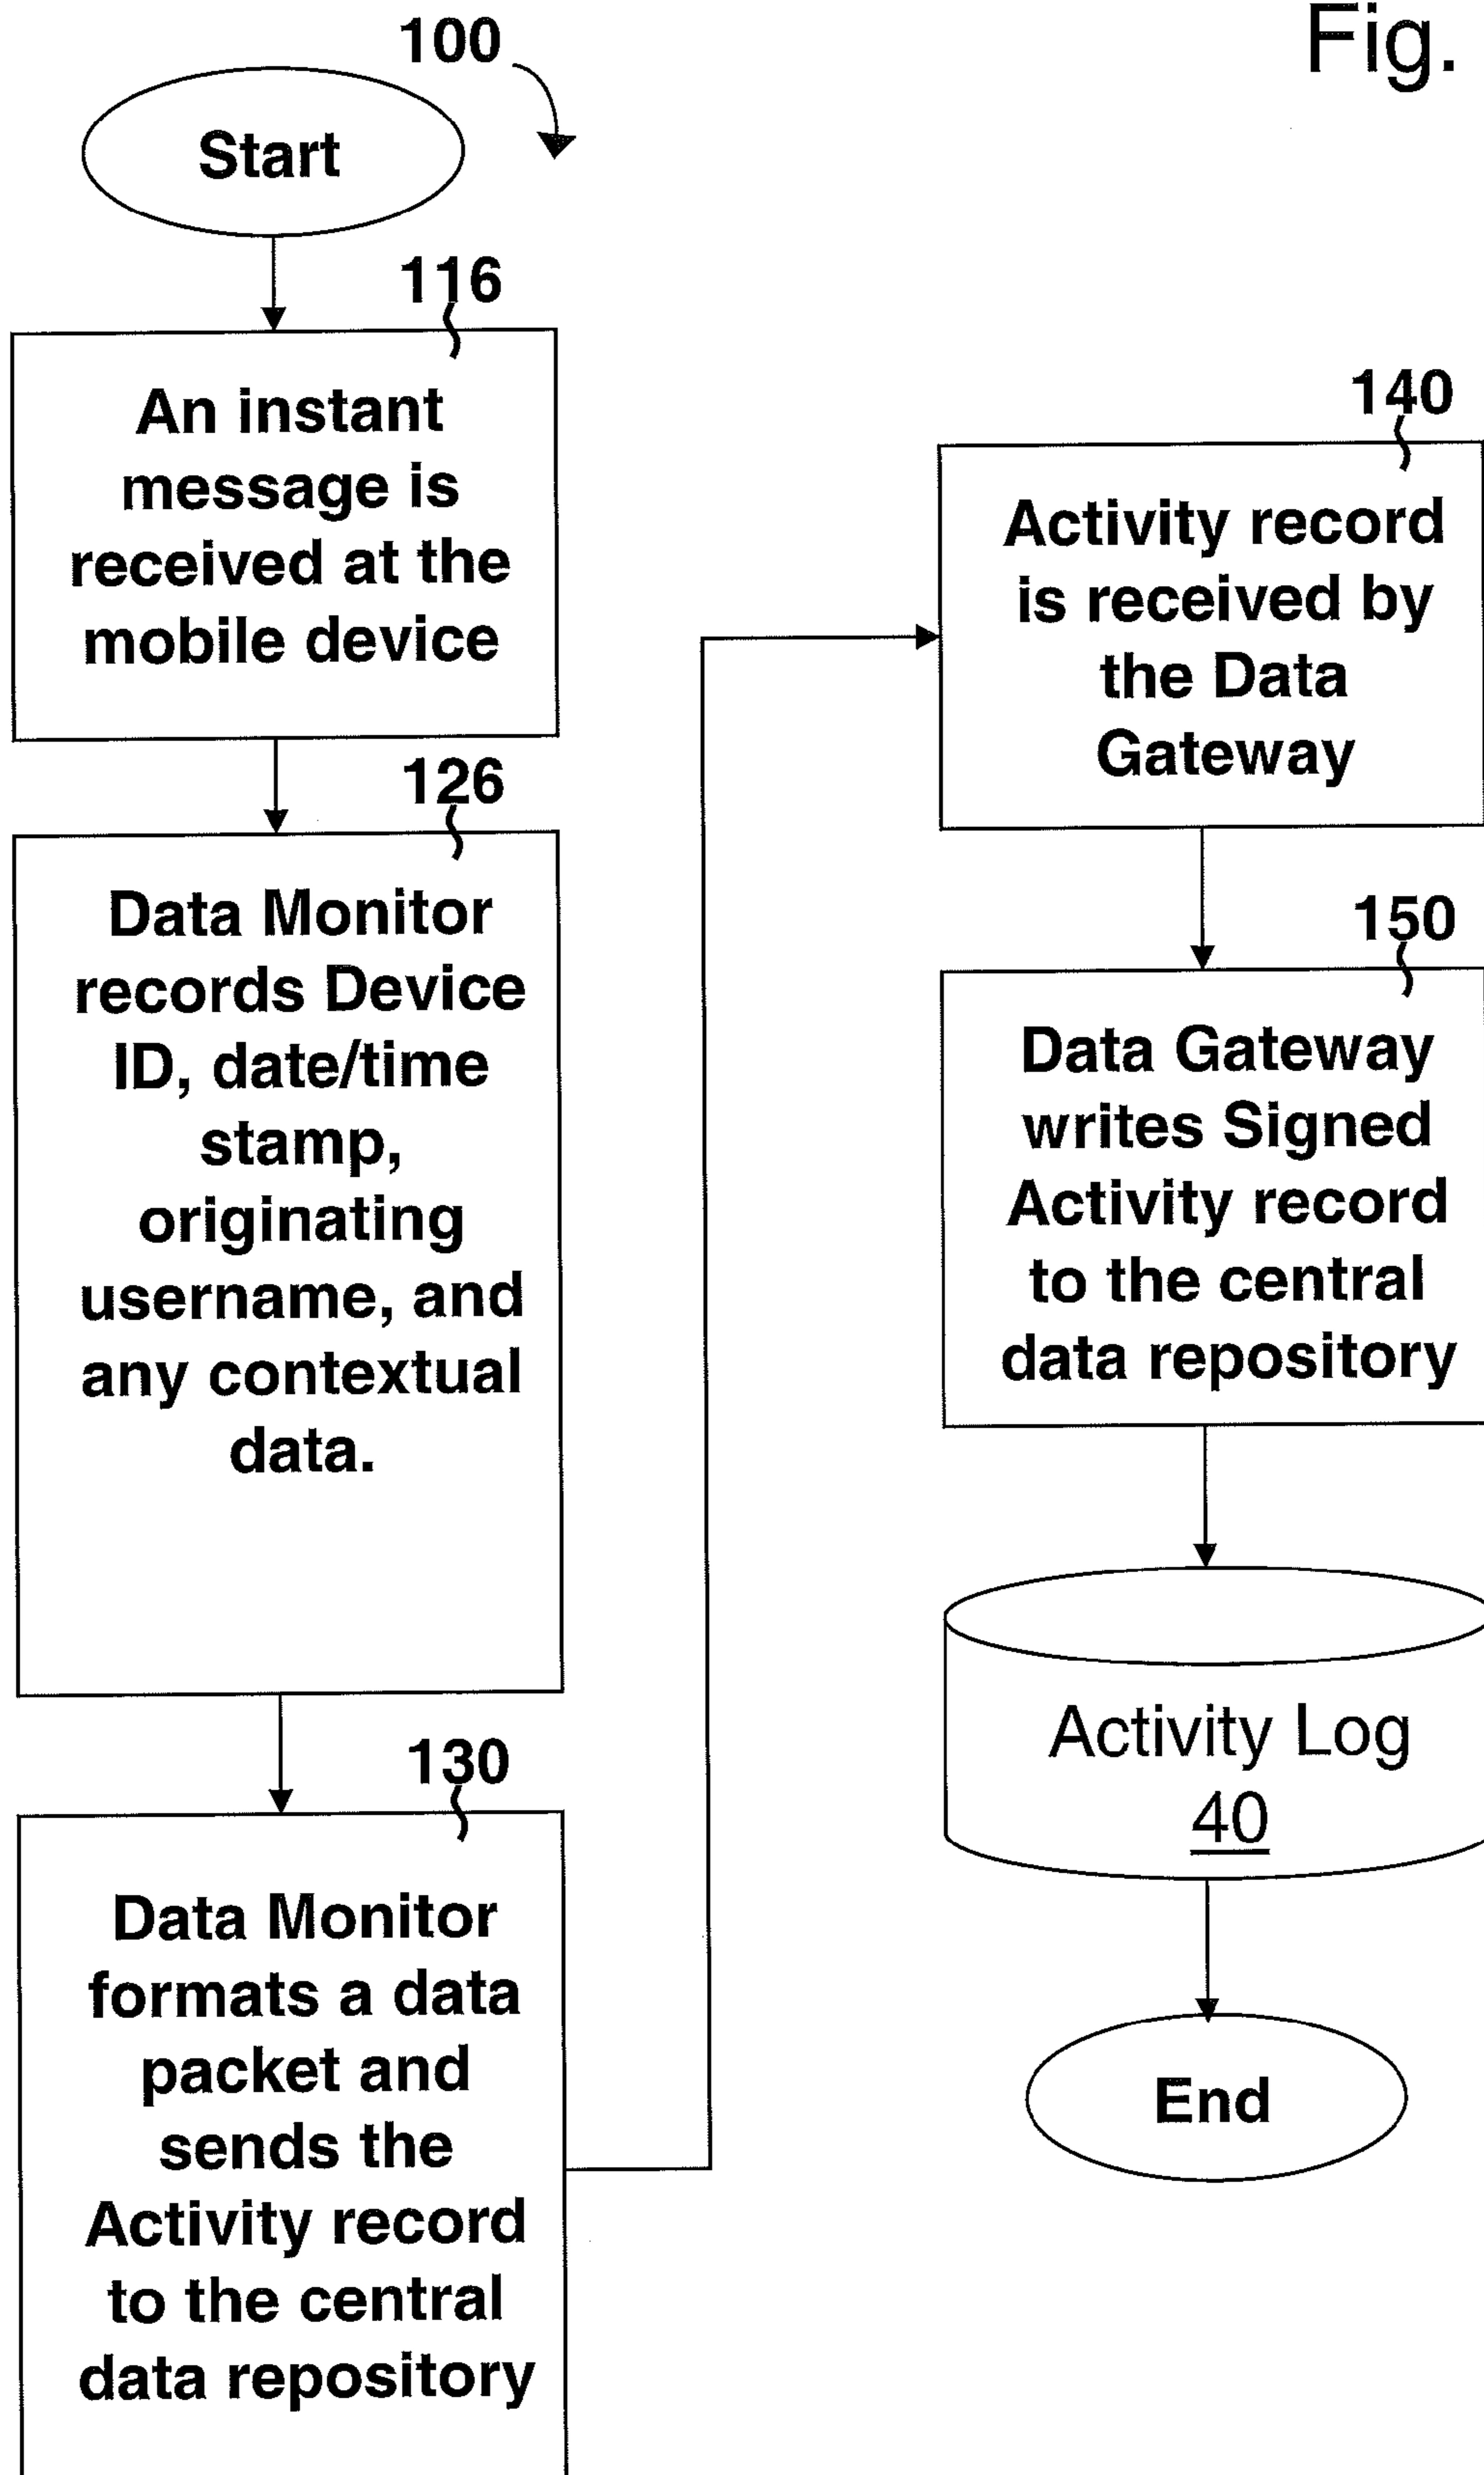 Fig.
100
Start
116
An instant
message is
received at the
mobile device
126
Data Monitor
records Device
ID, date/time
stamp,
originating
username, and
any contextual
data.
130
Data Monitor
formats a data
packet and
sends the
Activity record
to the central
data repository
140
Activity record
is received by
the Data
Gateway
150
Data Gateway
writes Signed
Activity record
to the central
data repository
Activity Log
40
End